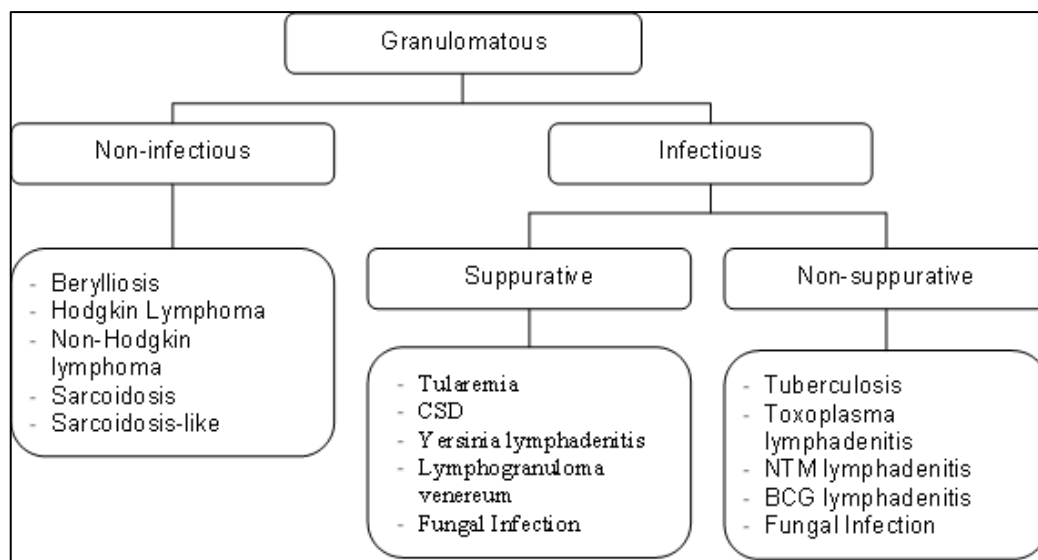 Granulomatous
Non-infectious
Infectious
- Berylliosis
- Hodgkin Lymphoma
- Non-Hodgkin
lymphoma
- Sarcoidosis
- Sarcoidosis-like
Suppurative
Non-suppurative
- Tularemia
- CSD
- Yersinia lymphadenitis
- Lymphogranuloma
venereum
- Fungal Infection
- Tuberculosis
- Toxoplasma
lymphadenitis
- NTM lymphadenitis
- BCG lymphadenitis
- Fungal Infection